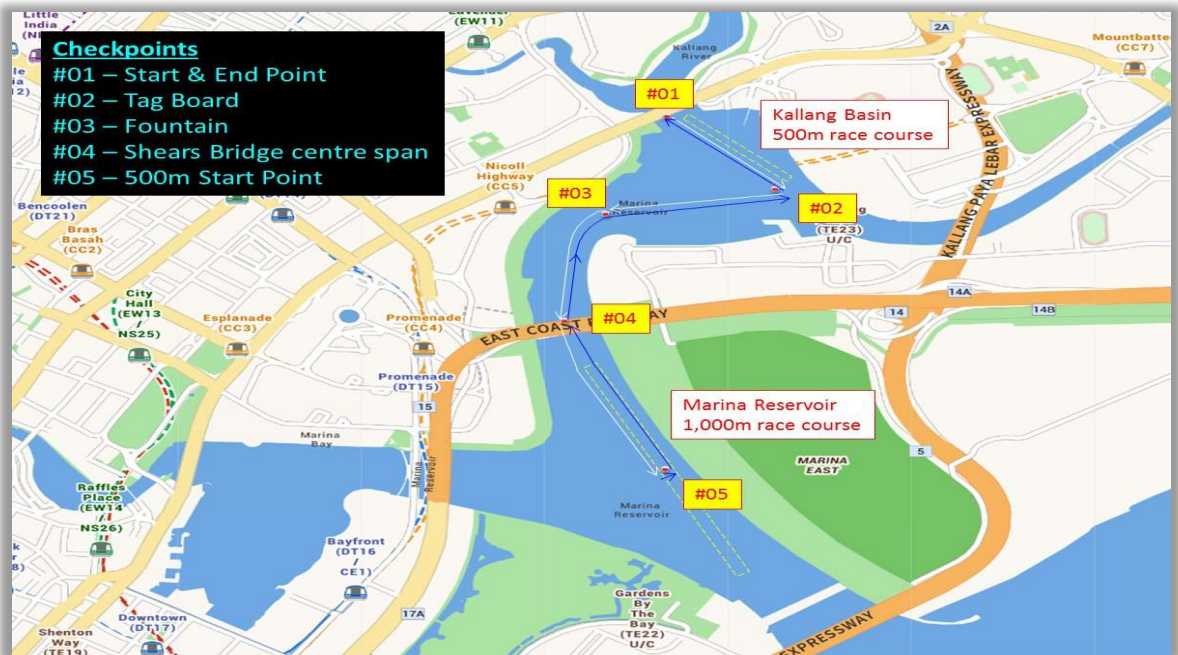 Checkpoints
#01 – Start & End Point
#02 – Tag Board
#03 – Fountain
#04 – Shears Bridge centre span
#05 – 500m Start Point
Little
India
(EW11)
Kallang
River
2A
(CC7)
#01
Kallang Basin
500m race course
KALLANG PAYA LEBAR EXPRESSWAY
Nicoll
Highway
(CC5)
#03
Marina
Reservoir
#02
(TE23)
U/C
Bencoolen
(DT21)
Bras
Basah
(CC2)
City
Hall
(EW13
/
NS25)
Esplanade
(CC3)
Promenade
(CC4)
EAST COAST
#04
14A
14
14B
Promenade
(DT15)
15
Marina Reservoir
1,000m race course
Marina
Bay
Marina
Reservoir
MARINA
EAST
5
Raffles
Place
(EW14
/
NS26)
#05
Marina
Reservoir
Bayfront
(DT16
/
CE1)
17A
Gardens
By
The
Bay
(TE22)
U/C
EXPRESSWAY
Downtown
(DT17)
Shenton
Way
(TE19)